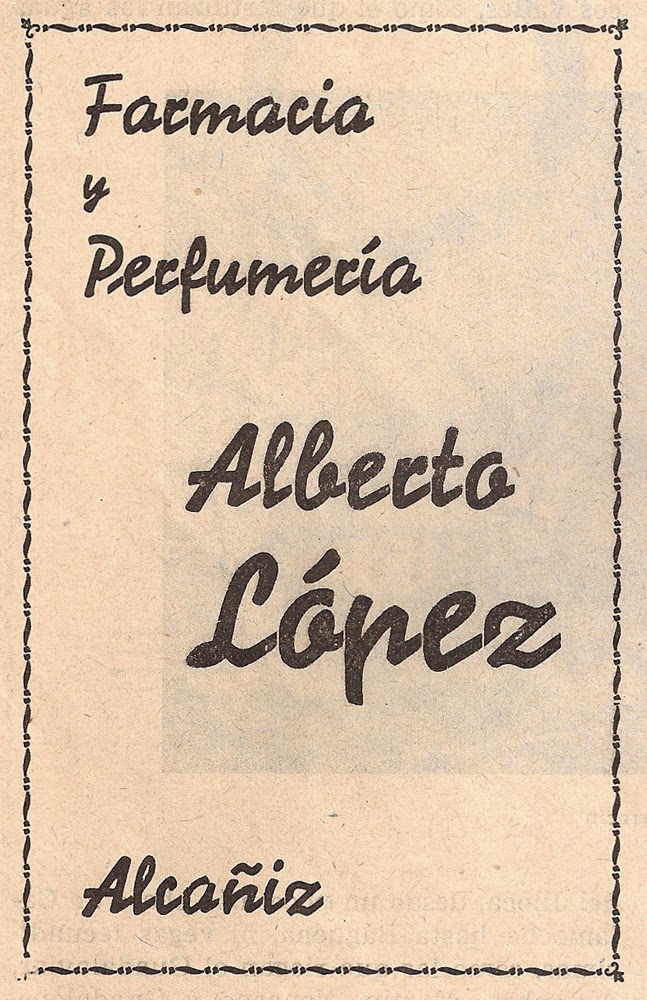 Farmacia
y
Perfumería
Alberto
López
Alcañiz